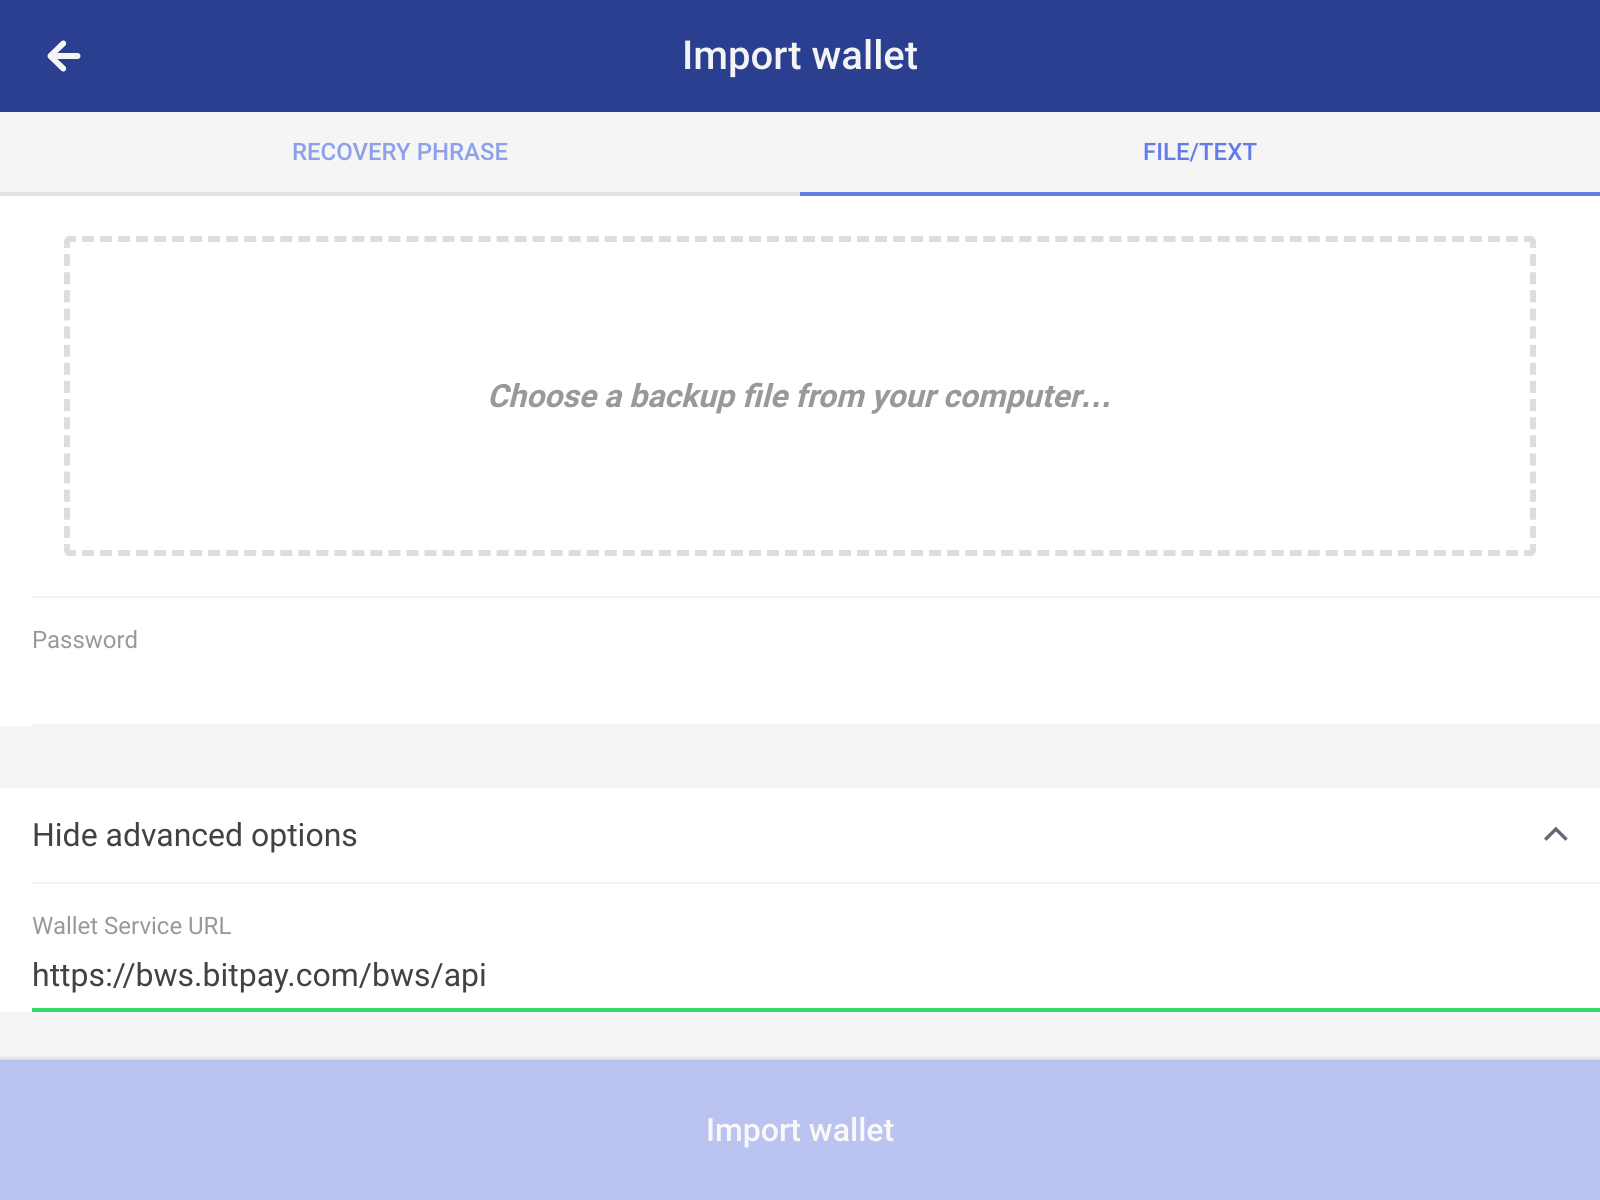 Import wallet
RECOVERY PHRASE
FILE/TEXT
Choose a backup file from your computer...
Password
Hide advanced options
Wallet Service URL
https://bws.bitpay.com/bws/api
Import wallet